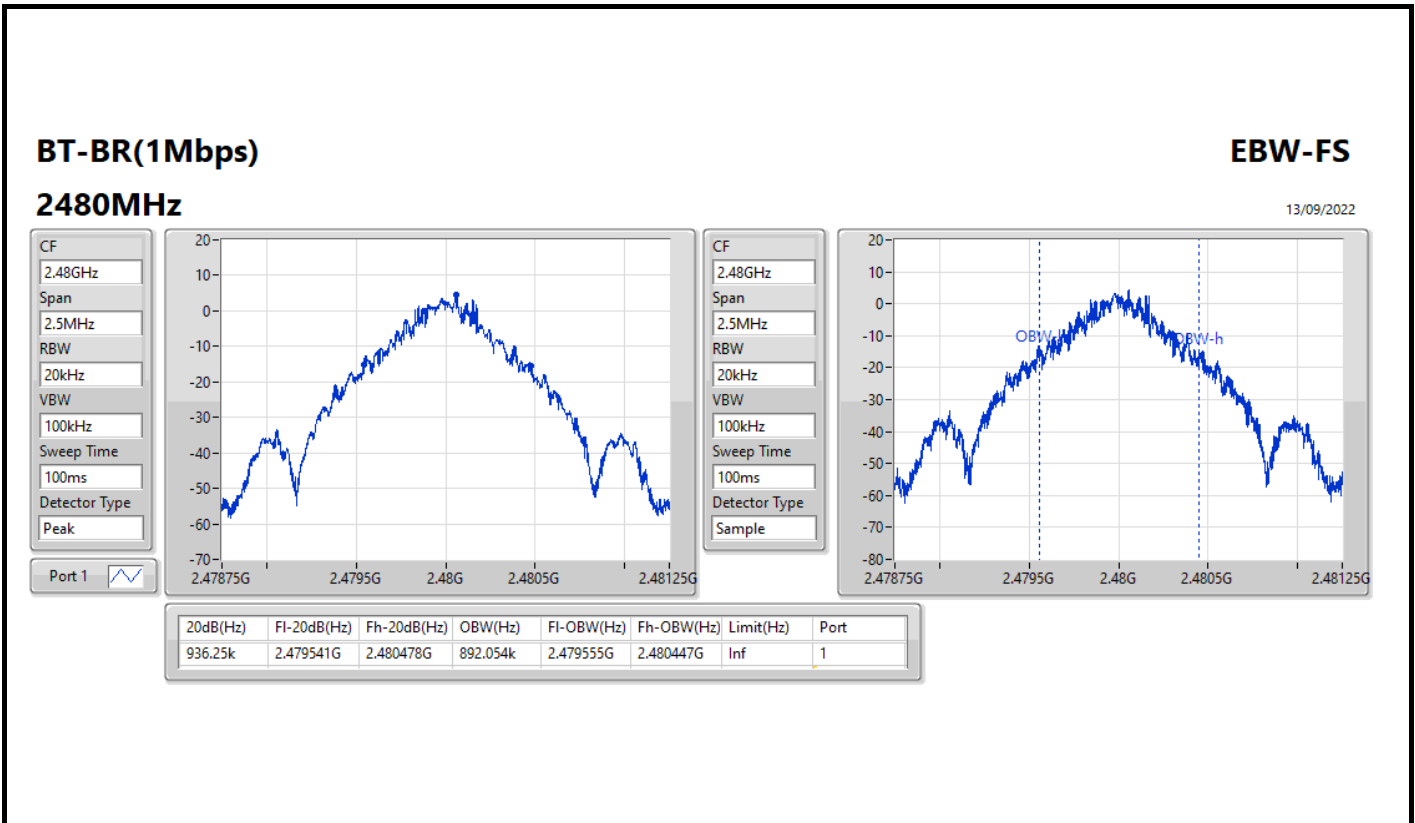 BT-BR(1Mbps)
EBW-FS
2480MHz
13/09/2022
CF
2.48GHz
Span
2.5MHz
RBW
20kHz
VBW
100kHz
Sweep Time
100ms
Detector Type
Peak
Port 1
20-
10-
0-
-10-
-20-
-30-
-40-
-50-
-60-
-70-
2.47875G 2.4795G 2.48G 2.4805G 2.48125G
CF
2.48GHz
Span
2.5MHz
RBW
20kHz
VBW
100kHz
Sweep Time
100ms
Detector Type
Sample
20-
10-
0-
-10-
-20-
-30-
-40-
-50-
-60-
-70-
-80-
OBW-l OBW-h
2.47875G 2.4795G 2.48G 2.4805G 2.48125G
20dB(Hz) Fl-20dB(Hz) Fh-20dB(Hz) OBW(Hz) Fl-OBW(Hz) Fh-OBW(Hz) Limit(Hz) Port
936.25k 2.479541G 2.480478G 892.054k 2.479555G 2.480447G Inf 1